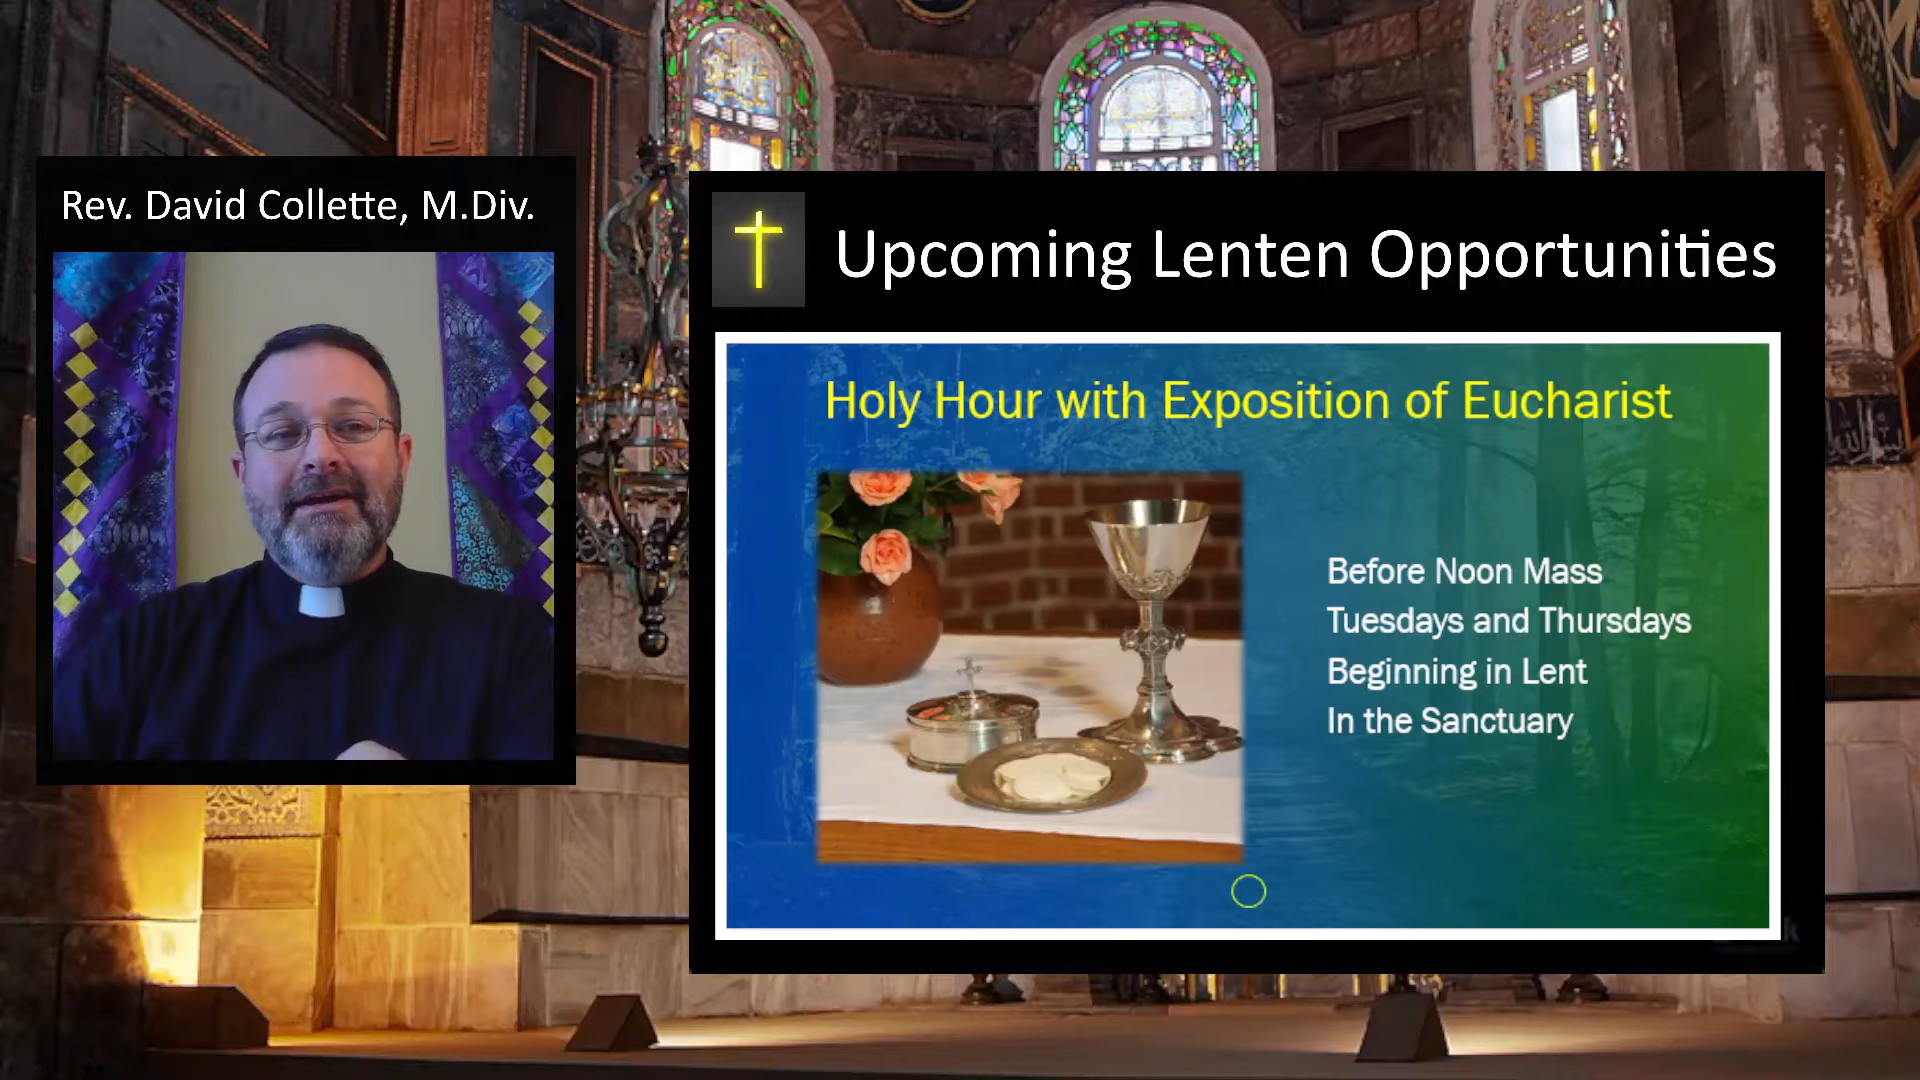 Rev. David Collette, M.Div.
Upcoming Lenten Opportunities
Holy Hour with Exposition of Eucharist
Before Noon Mass
Tuesdays and Thursdays
Beginning in Lent
In the Sanctuary